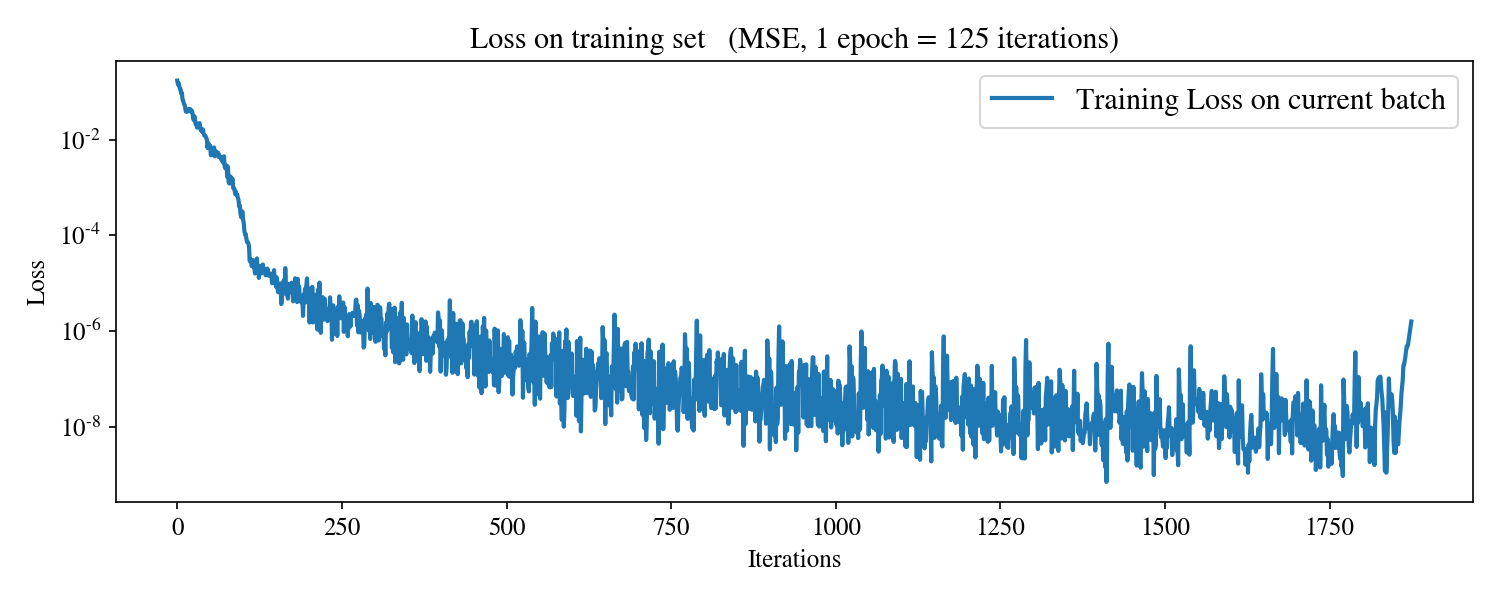 Loss on training set   (MSE, 1 epoch = 125 iterations)
Training Loss on current batch
Loss
10^-2
10^-4
10^-6
10^-8
0 250 500 750 1000 1250 1500 1750
Iterations